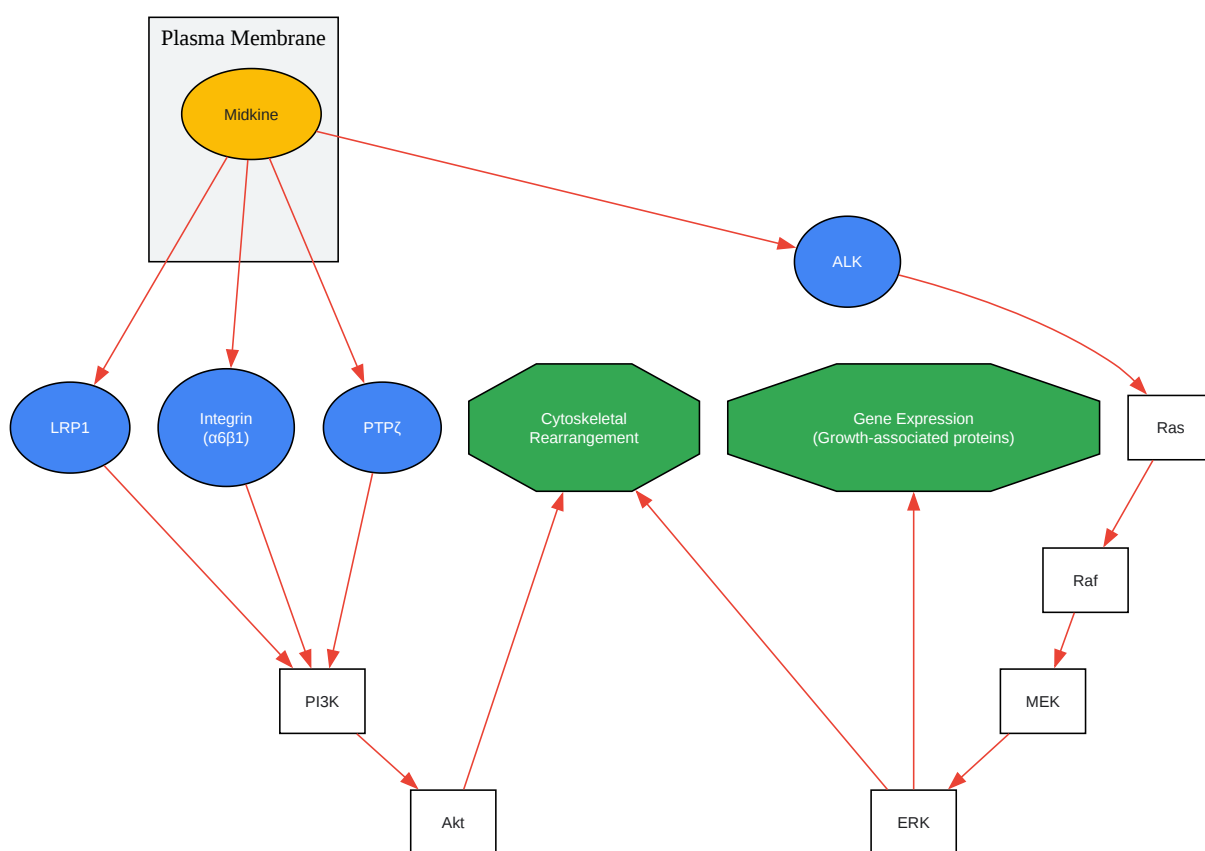 Plasma Membrane
Midkine
ALK
LRP1
Integrin
(α6β1)
PTPζ
Cytoskeletal
Rearrangement
Gene Expression
(Growth-associated proteins)
Ras
Raf
PI3K
MEK
Akt
ERK